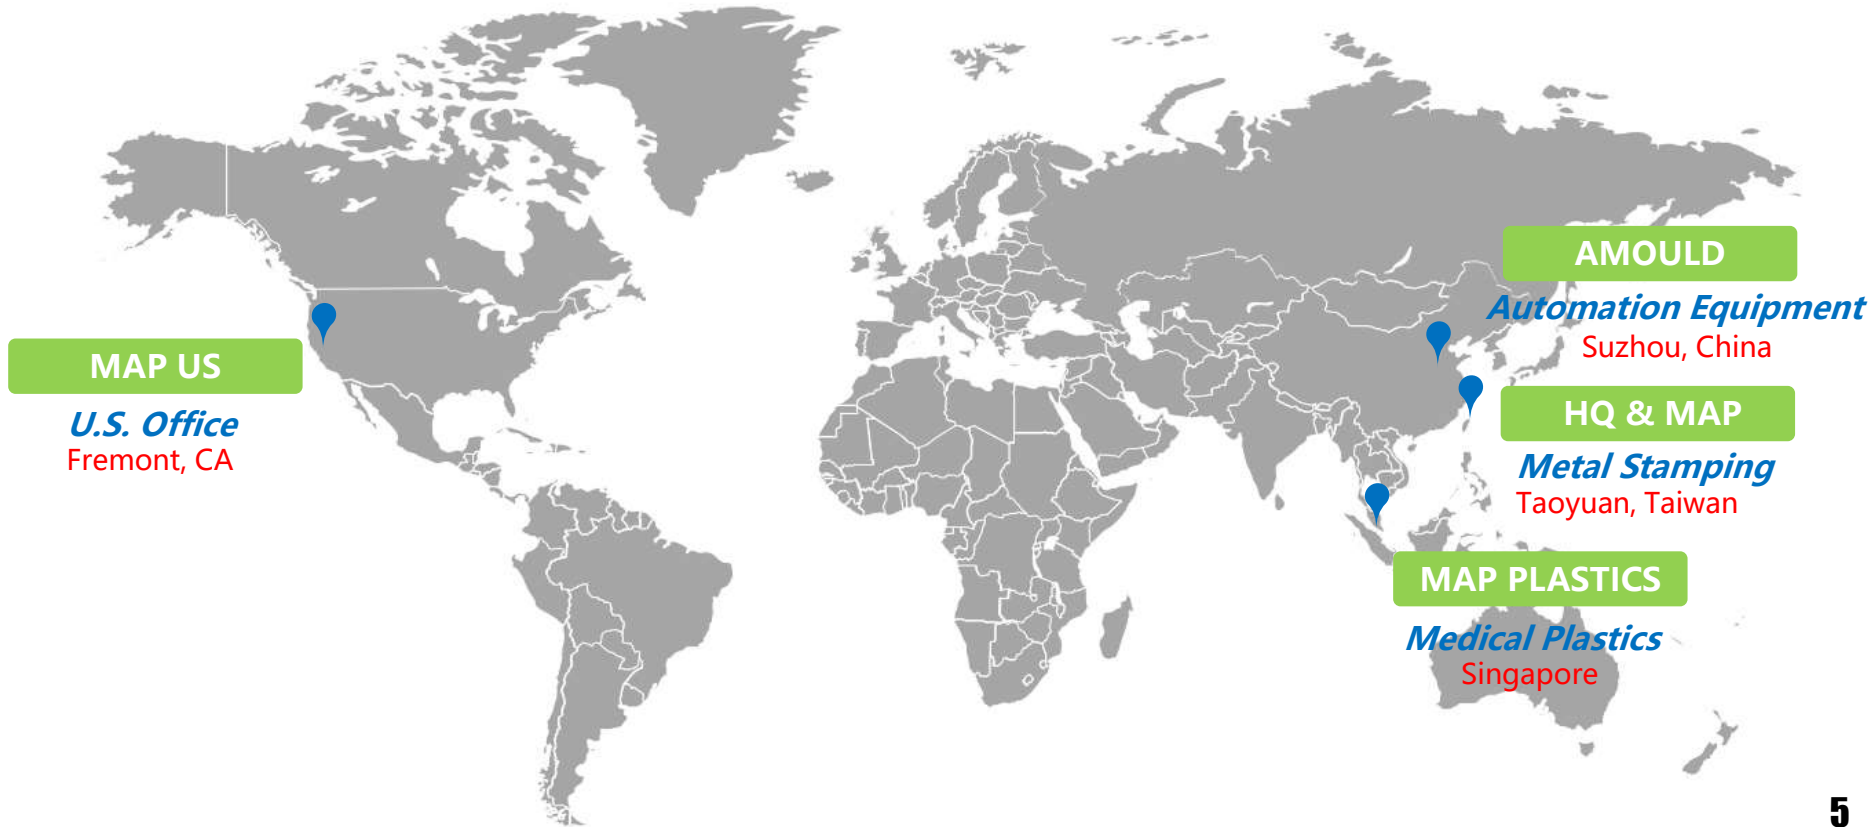 MAP US
U.S. Office
Fremont, CA
AMOULD
Automation Equipment
Suzhou, China
HQ & MAP
Metal Stamping
Taoyuan, Taiwan
MAP PLASTICS
Medical Plastics
Singapore
5